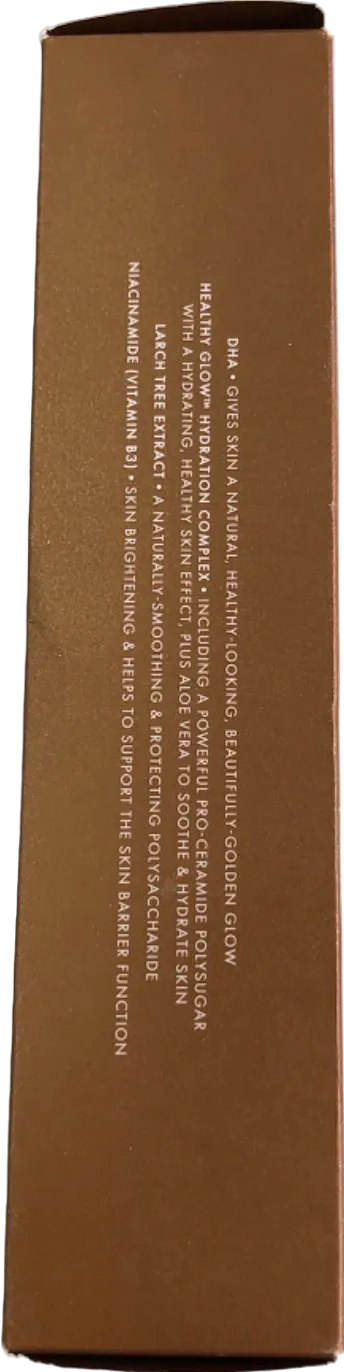 DHA • GIVES SKIN A NATURAL, HEALTHY-LOOKING, BEAUTIFULLY-GOLDEN GLOW
HEALTHY GLOW™ HYDRATION COMPLEX • INCLUDING A POWERFUL PRO-CERAMIDE POLYSUGAR
WITH A HYDRATING, HEALTHY SKIN EFFECT, PLUS ALOE VERA TO SOOTHE & HYDRATE SKIN
LARCH TREE EXTRACT • A NATURALLY-SMOOTHING & PROTECTING POLYSACCHARIDE
NIACINAMIDE (VITAMIN B3) • SKIN BRIGHTENING & HELPS TO SUPPORT THE SKIN BARRIER FUNCTION